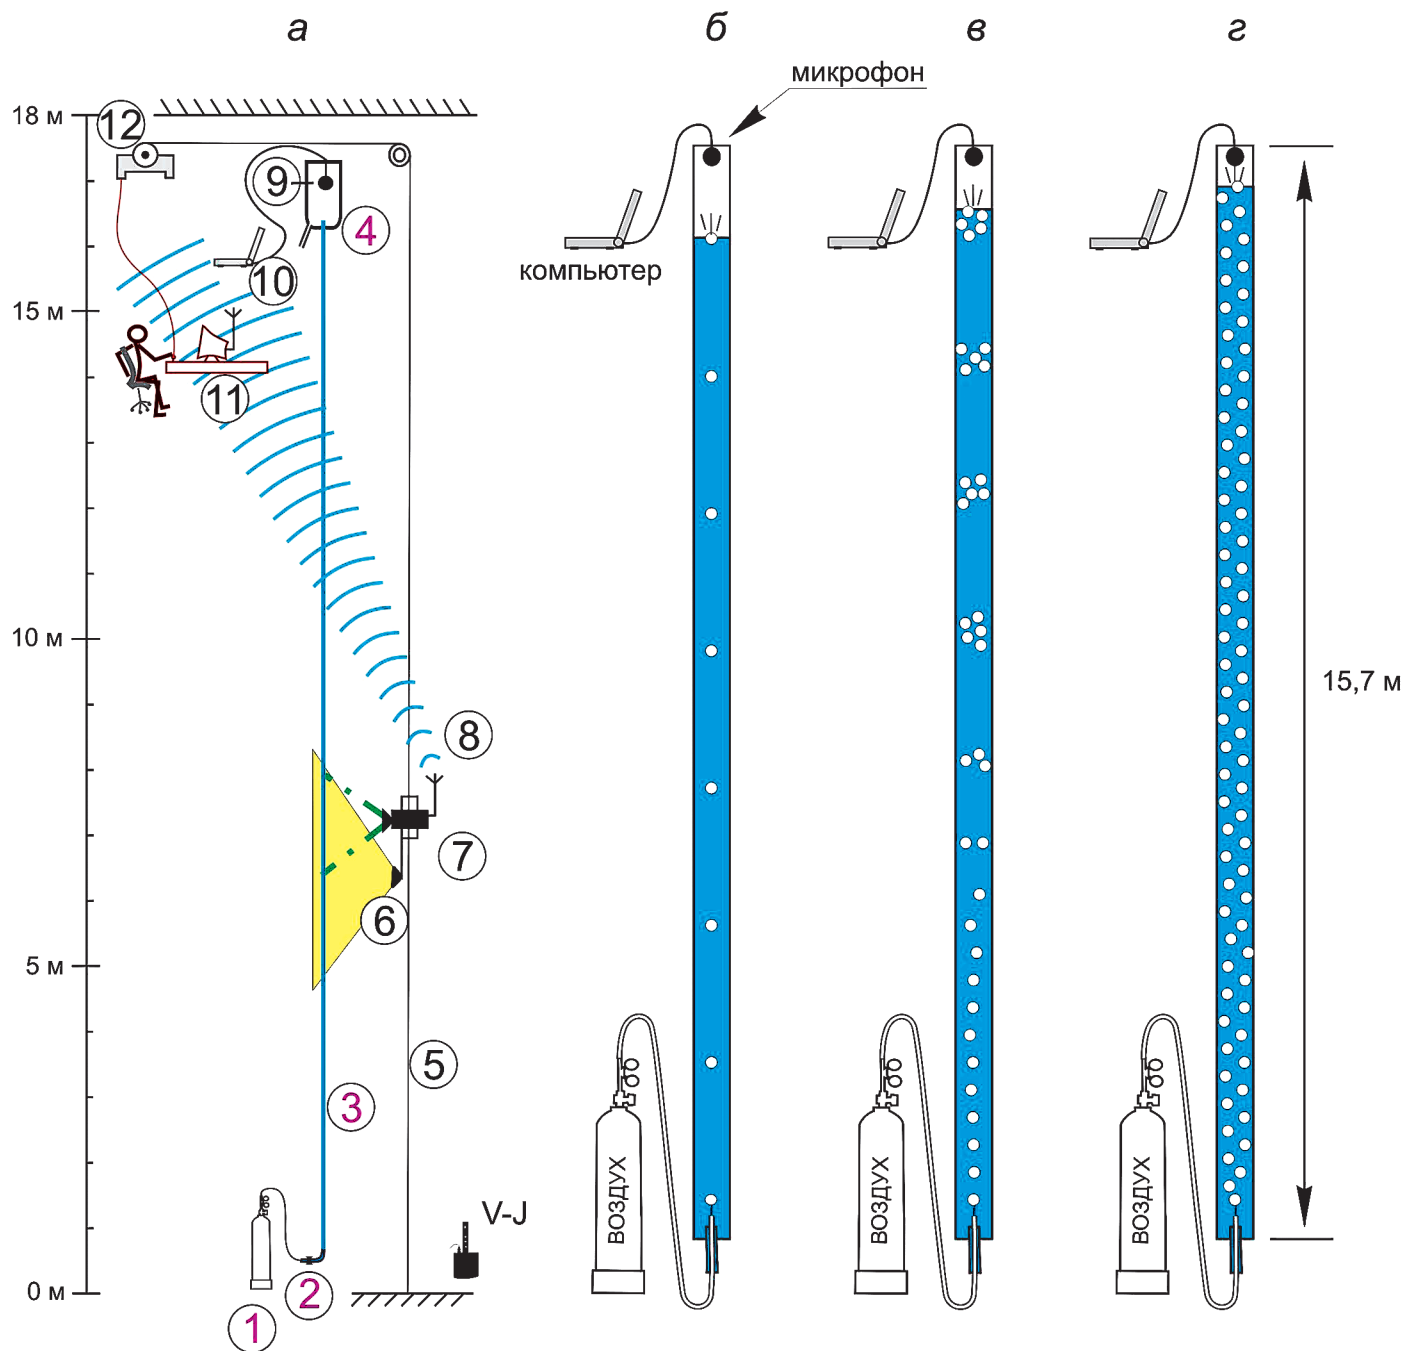 а
б
в
г
микрофон
18 м
12
9
4
10
компьютер
15 м
11
10 м
15,7 м
8
7
6
5 м
5
3
V-J
ВОЗДУХ
ВОЗДУХ
ВОЗДУХ
0 м
2
1